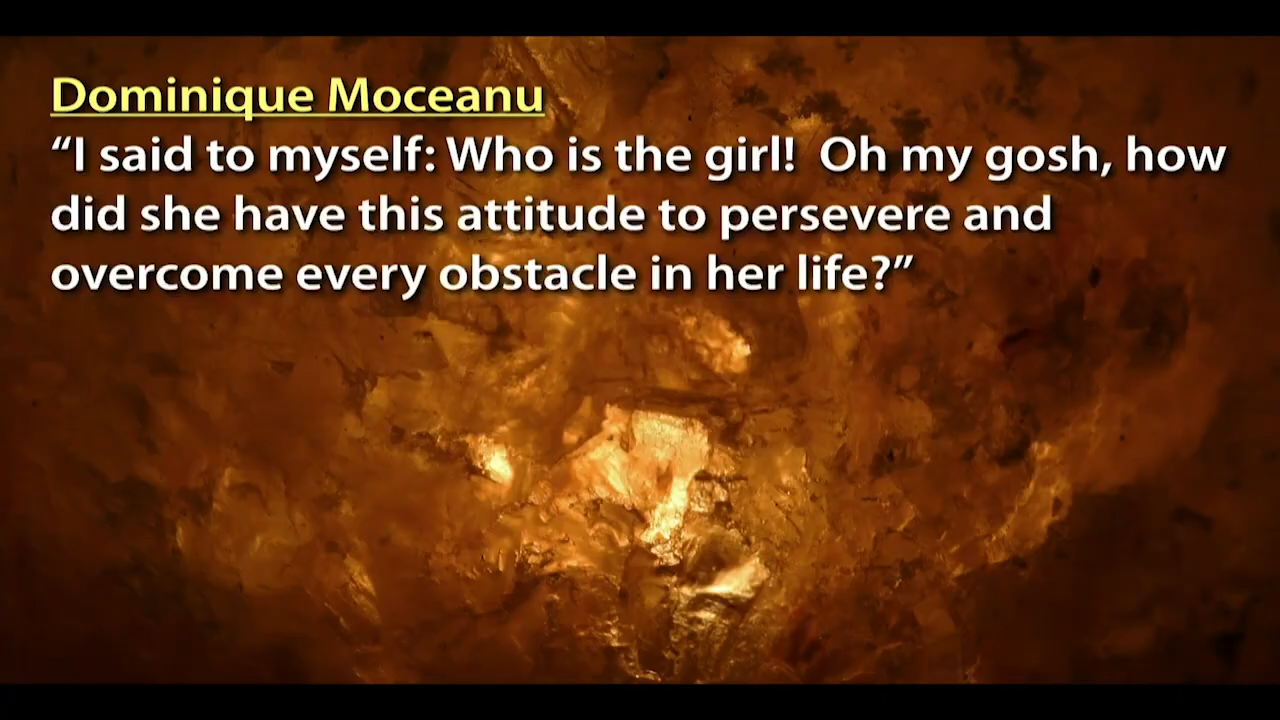 Dominique Moceanu
“I said to myself: Who is the girl!  Oh my gosh, how
did she have this attitude to persevere and
overcome every obstacle in her life?”